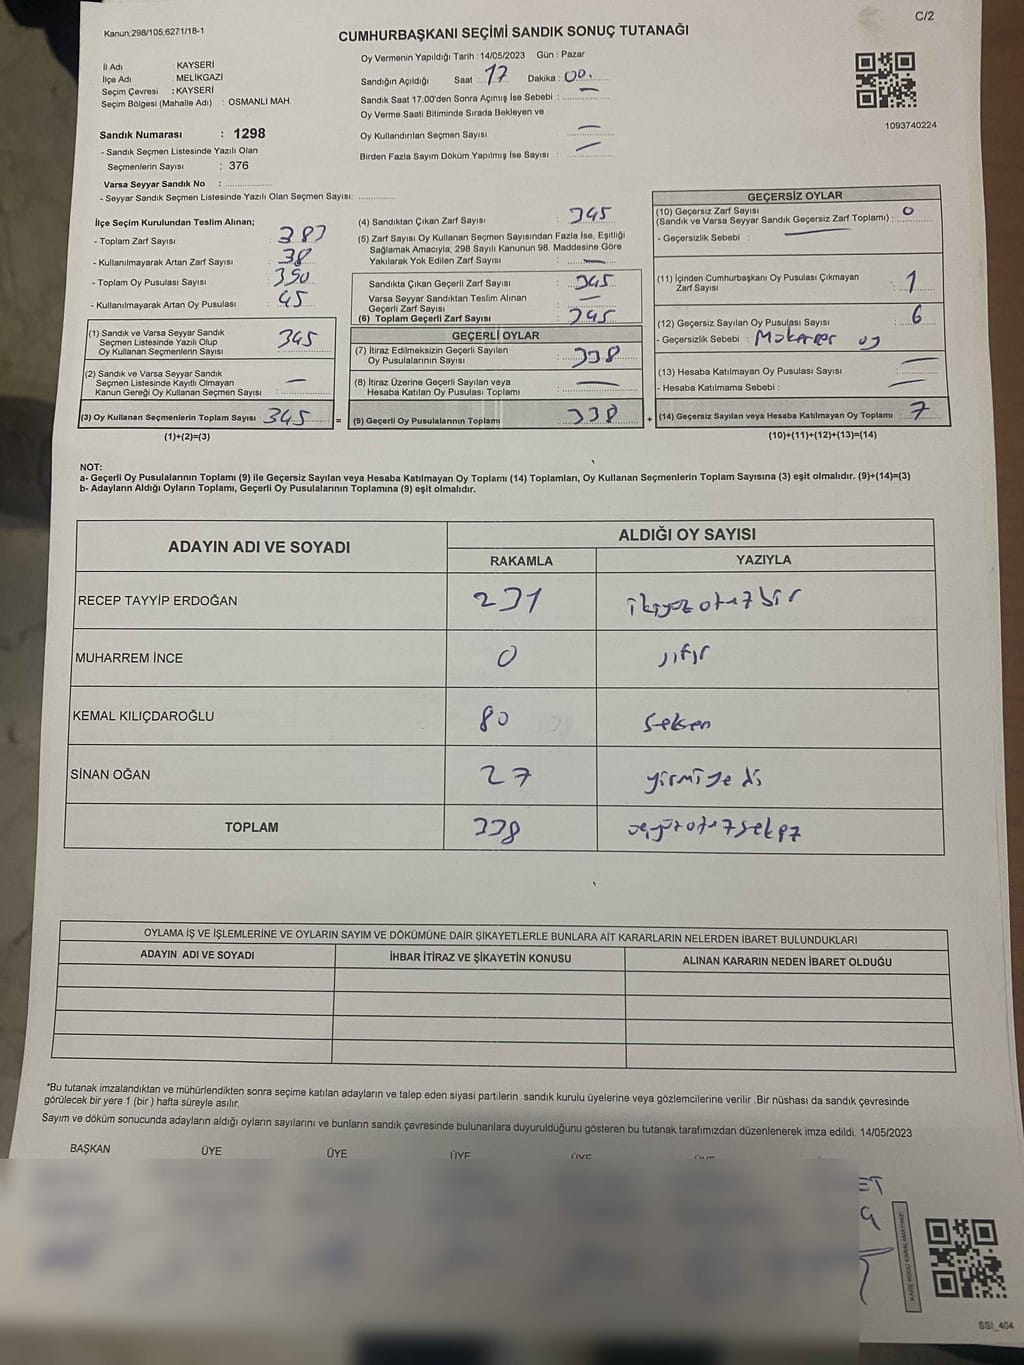 C/2
Kanun,298/105;6271/18-1
CUMHURBAŞKANI SEÇİMİ SANDIK SONUÇ TUTANAĞI
İl Adı : KAYSERİ
İlçe Adı : MELİKGAZİ
Seçim Çevresi : KAYSERİ
Seçim Bölgesi (Mahalle Adı) : OSMANLI MAH.
Sandık Numarası : 1298
- Sandık Seçmen Listesinde Yazılı Olan
Seçmenlerin Sayısı : 376
Varsa Seyyar Sandık No :
- Seyyar Sandık Seçmen Listesinde Yazılı Olan Seçmen Sayısı:
Oy Vermenin Yapıldığı Tarih : 14/05/2023 Gün : Pazar
Sandığın Açıldığı Saat : 17 Dakika : 00.
Sandık Saat 17:00'den Sonra Açımış İse Sebebi : —
Oy Verme Saati Bitiminde Sırada Bekleyen ve
Oy Kullandırılan Seçmen Sayısı —
Birden Fazla Sayım Döküm Yapılmış İse Sayısı : —
1093740224
İlçe Seçim Kurulundan Teslim Alınan;
- Toplam Zarf Sayısı : 383
- Kullanılmayarak Artan Zarf Sayısı : 38
- Toplam Oy Pusulası Sayısı : 390
- Kullanılmayarak Artan Oy Pusulası : 45
(1) Sandık ve Varsa Seyyar Sandık
Seçmen Listesinde Yazılı Olup
Oy Kullanan Seçmenlerin Sayısı : 345
(2) Sandık ve Varsa Seyyar Sandık
Seçmen Listesinde Kayıtlı Olmayan
Kanun Gereği Oy Kullanan Seçmen Sayısı : —
(3) Oy Kullanan Seçmenlerin Toplam Sayısı 345 =
(1)+(2)=(3)
(4) Sandıktan Çıkan Zarf Sayısı : 345
(5) Zarf Sayısı Oy Kullanan Seçmen Sayısından Fazla İse, Eşitliği
Sağlamak Amacıyla; 298 Sayılı Kanunun 98. Maddesine Göre
Yakılarak Yok Edilen Zarf Sayısı : —
Sandıkta Çıkan Geçerli Zarf Sayısı : 345
Varsa Seyyar Sandıktan Teslim Alınan
Geçerli Zarf Sayısı : —
(6) Toplam Geçerli Zarf Sayısı : 345
GEÇERLİ OYLAR
(7) İtiraz Edilmeksizin Geçerli Sayılan
Oy Pusulalarının Sayısı : 338
(8) İtiraz Üzerine Geçerli Sayılan veya
Hesaba Katılan Oy Pusulası Toplamı : —
(9) Geçerli Oy Pusulalarının Toplamı : 338 +
GEÇERSİZ OYLAR
(10) Geçersiz Zarf Sayısı
(Sandık ve Varsa Seyyar Sandık Geçersiz Zarf Toplamı) : 0
- Geçersizlik Sebebi : —
(11) İçinden Cumhurbaşkanı Oy Pusulası Çıkmayan
Zarf Sayısı : 1
(12) Geçersiz Sayılan Oy Pusulası Sayısı : 6
- Geçersizlik Sebebi : Mükerrer oy
(13) Hesaba Katılmayan Oy Pusulası Sayısı : —
- Hesaba Katılmama Sebebi : —
(14) Geçersiz Sayılan veya Hesaba Katılmayan Oy Toplamı : 7
(10)+(11)+(12)+(13)=(14)
NOT:
a- Geçerli Oy Pusulalarının Toplamı (9) ile Geçersiz Sayılan veya Hesaba Katılmayan Oy Toplamı (14) Toplamları, Oy Kullanan Seçmenlerin Toplam Sayısına (3) eşit olmalıdır. (9)+(14)=(3)
b- Adayların Aldığı Oyların Toplamı, Geçerli Oy Pusulalarının Toplamına (9) eşit olmalıdır.
ADAYIN ADI VE SOYADI ALDIĞI OY SAYISI
RAKAMLA YAZIYLA
RECEP TAYYİP ERDOĞAN 231 ikiyüzotuzbir
MUHARREM İNCE 0 sıfır
KEMAL KILIÇDAROĞLU 80 seksen
SİNAN OĞAN 27 yirmiyedi
TOPLAM 338 üçyüzotuzsekiz
OYLAMA İŞ VE İŞLEMLERİNE VE OYLARIN SAYIM VE DÖKÜMÜNE DAİR ŞİKAYETLERLE BUNLARA AİT KARARLARIN NELERDEN İBARET BULUNDUKLARI
ADAYIN ADI VE SOYADI İHBAR İTİRAZ VE ŞİKAYETİN KONUSU ALINAN KARARIN NEDEN İBARET OLDUĞU
*Bu tutanak imzalandıktan ve mühürlendikten sonra seçime katılan adayların ve talep eden siyasi partilerin sandık kurulu üyelerine veya gözlemcilerine verilir .Bir nüshası da sandık çevresinde
görülecek bir yere 1 (bir ) hafta süreyle asılır.
Sayım ve döküm sonucunda adayların aldığı oyların sayılarını ve bunların sandık çevresinde bulunanlara duyurulduğunu gösteren bu tutanak tarafımızdan düzenlenerek imza edildi. 14/05/2023
BAŞKAN ÜYE ÜYE ÜYE ÜYE
ET
KARE KODU KARALAMAYINIZ!
SSI_404